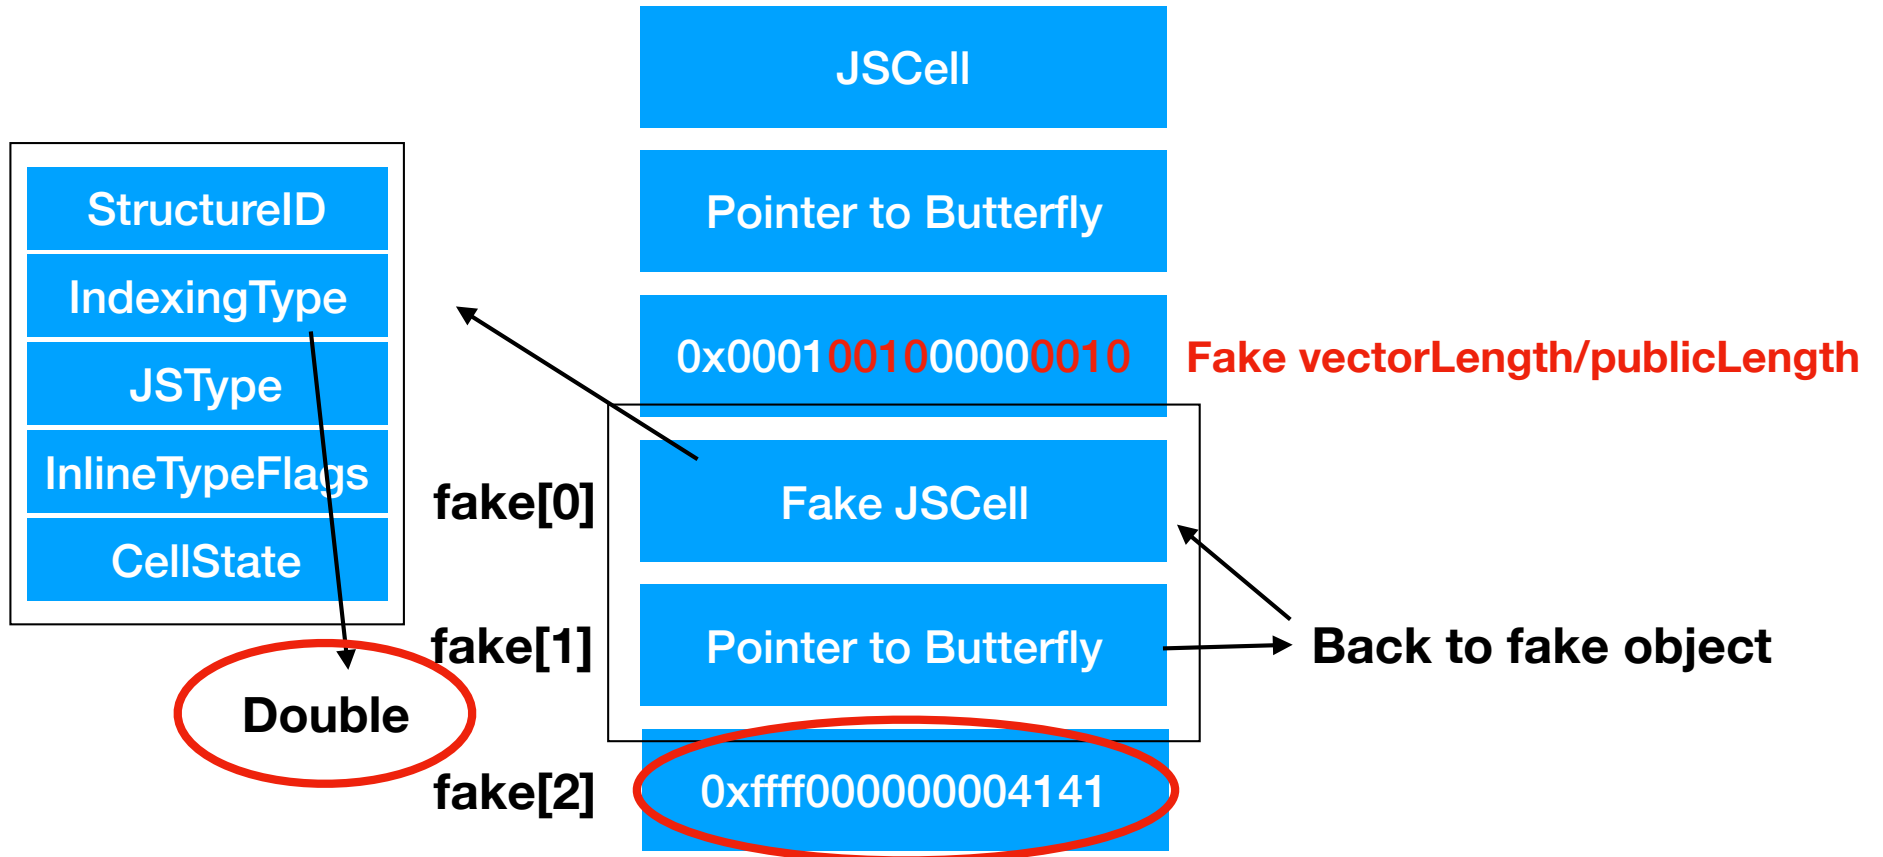 JSCell
Pointer to Butterfly
0x0001001000000010
Fake vectorLength/publicLength
StructureID
IndexingType
JSType
InlineTypeFlags
CellState
Double
fake[0]
Fake JSCell
fake[1]
Pointer to Butterfly
Back to fake object
fake[2]
0xffff000000004141